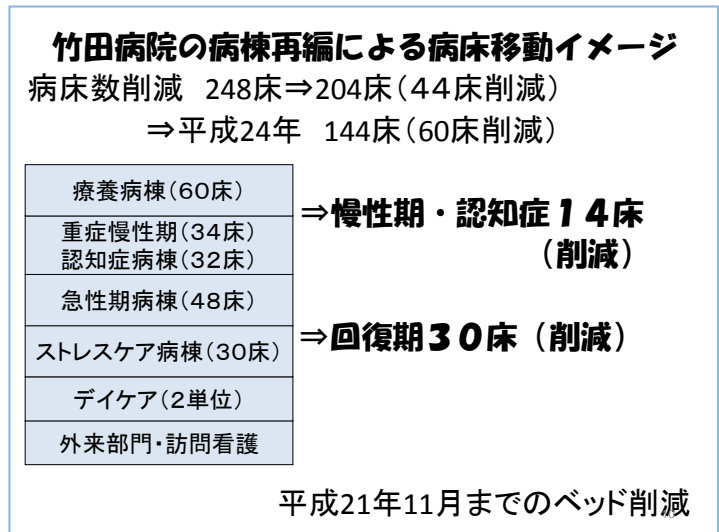 竹田病院の病棟再編による病床移動イメージ
病床数削減 248床⇒204床(44床削減)
⇒平成24年 144床(60床削減)
療養病棟(60床)
重症慢性期(34床)
認知症病棟(32床)
⇒慢性期・認知症14床
(削減)
急性期病棟(48床)
ストレスケア病棟(30床)
⇒回復期30床(削減)
デイケア(2単位)
外来部門・訪問看護
平成21年11月までのベッド削減